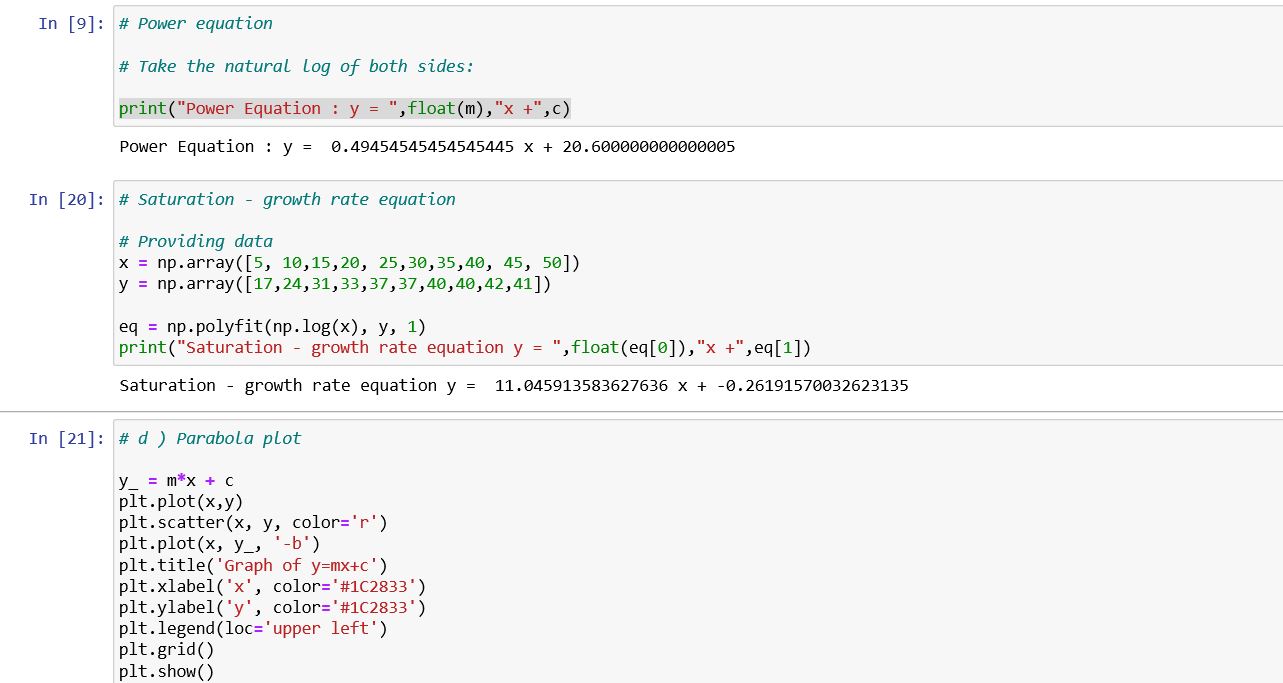 In [9]: # Power equation
# Take the natural log of both sides:
print("Power Equation : y = ",float(m),"x +",c)
Power Equation : y =  0.49454545454545445 x + 20.600000000000005
In [20]: # Saturation - growth rate equation
# Providing data
x = np.array([5, 10,15,20, 25,30,35,40, 45, 50])
y = np.array([17,24,31,33,37,37,40,40,42,41])
eq = np.polyfit(np.log(x), y, 1)
print("Saturation - growth rate equation y = ",float(eq[0]),"x +",eq[1])
Saturation - growth rate equation y =  11.045913583627636 x + -0.26191570032623135
In [21]: # d ) Parabola plot
y_ = m*x + c
plt.plot(x,y)
plt.scatter(x, y, color='r')
plt.plot(x, y_, '-b')
plt.title('Graph of y=mx+c')
plt.xlabel('x', color='#1C2833')
plt.ylabel('y', color='#1C2833')
plt.legend(loc='upper left')
plt.grid()
plt.show()